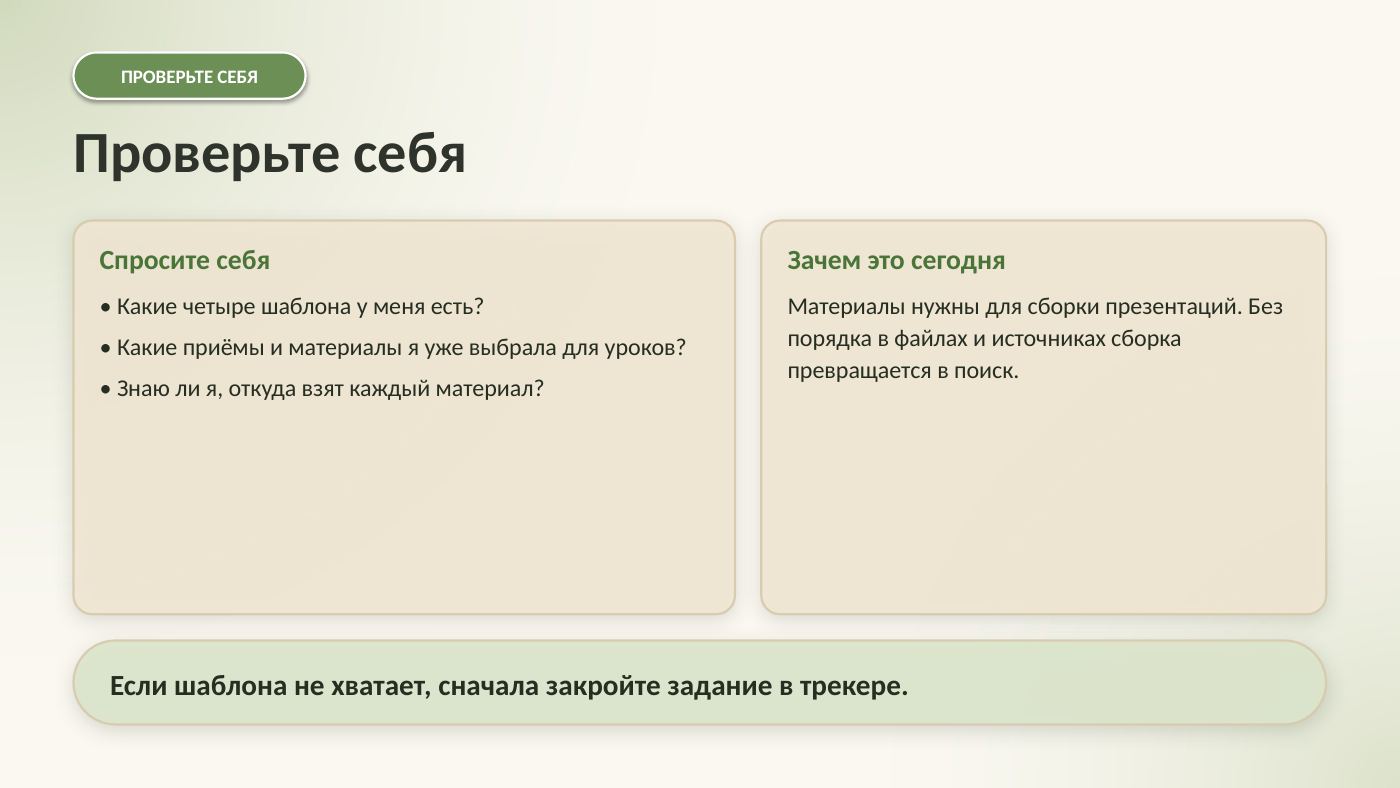 ПРОВЕРЬТЕ СЕБЯ
Проверьте себя
Спросите себя
• Какие четыре шаблона у меня есть?
• Какие приёмы и материалы я уже выбрала для уроков?
• Знаю ли я, откуда взят каждый материал?
Зачем это сегодня
Материалы нужны для сборки презентаций. Без
порядка в файлах и источниках сборка
превращается в поиск.
Если шаблона не хватает, сначала закройте задание в трекере.